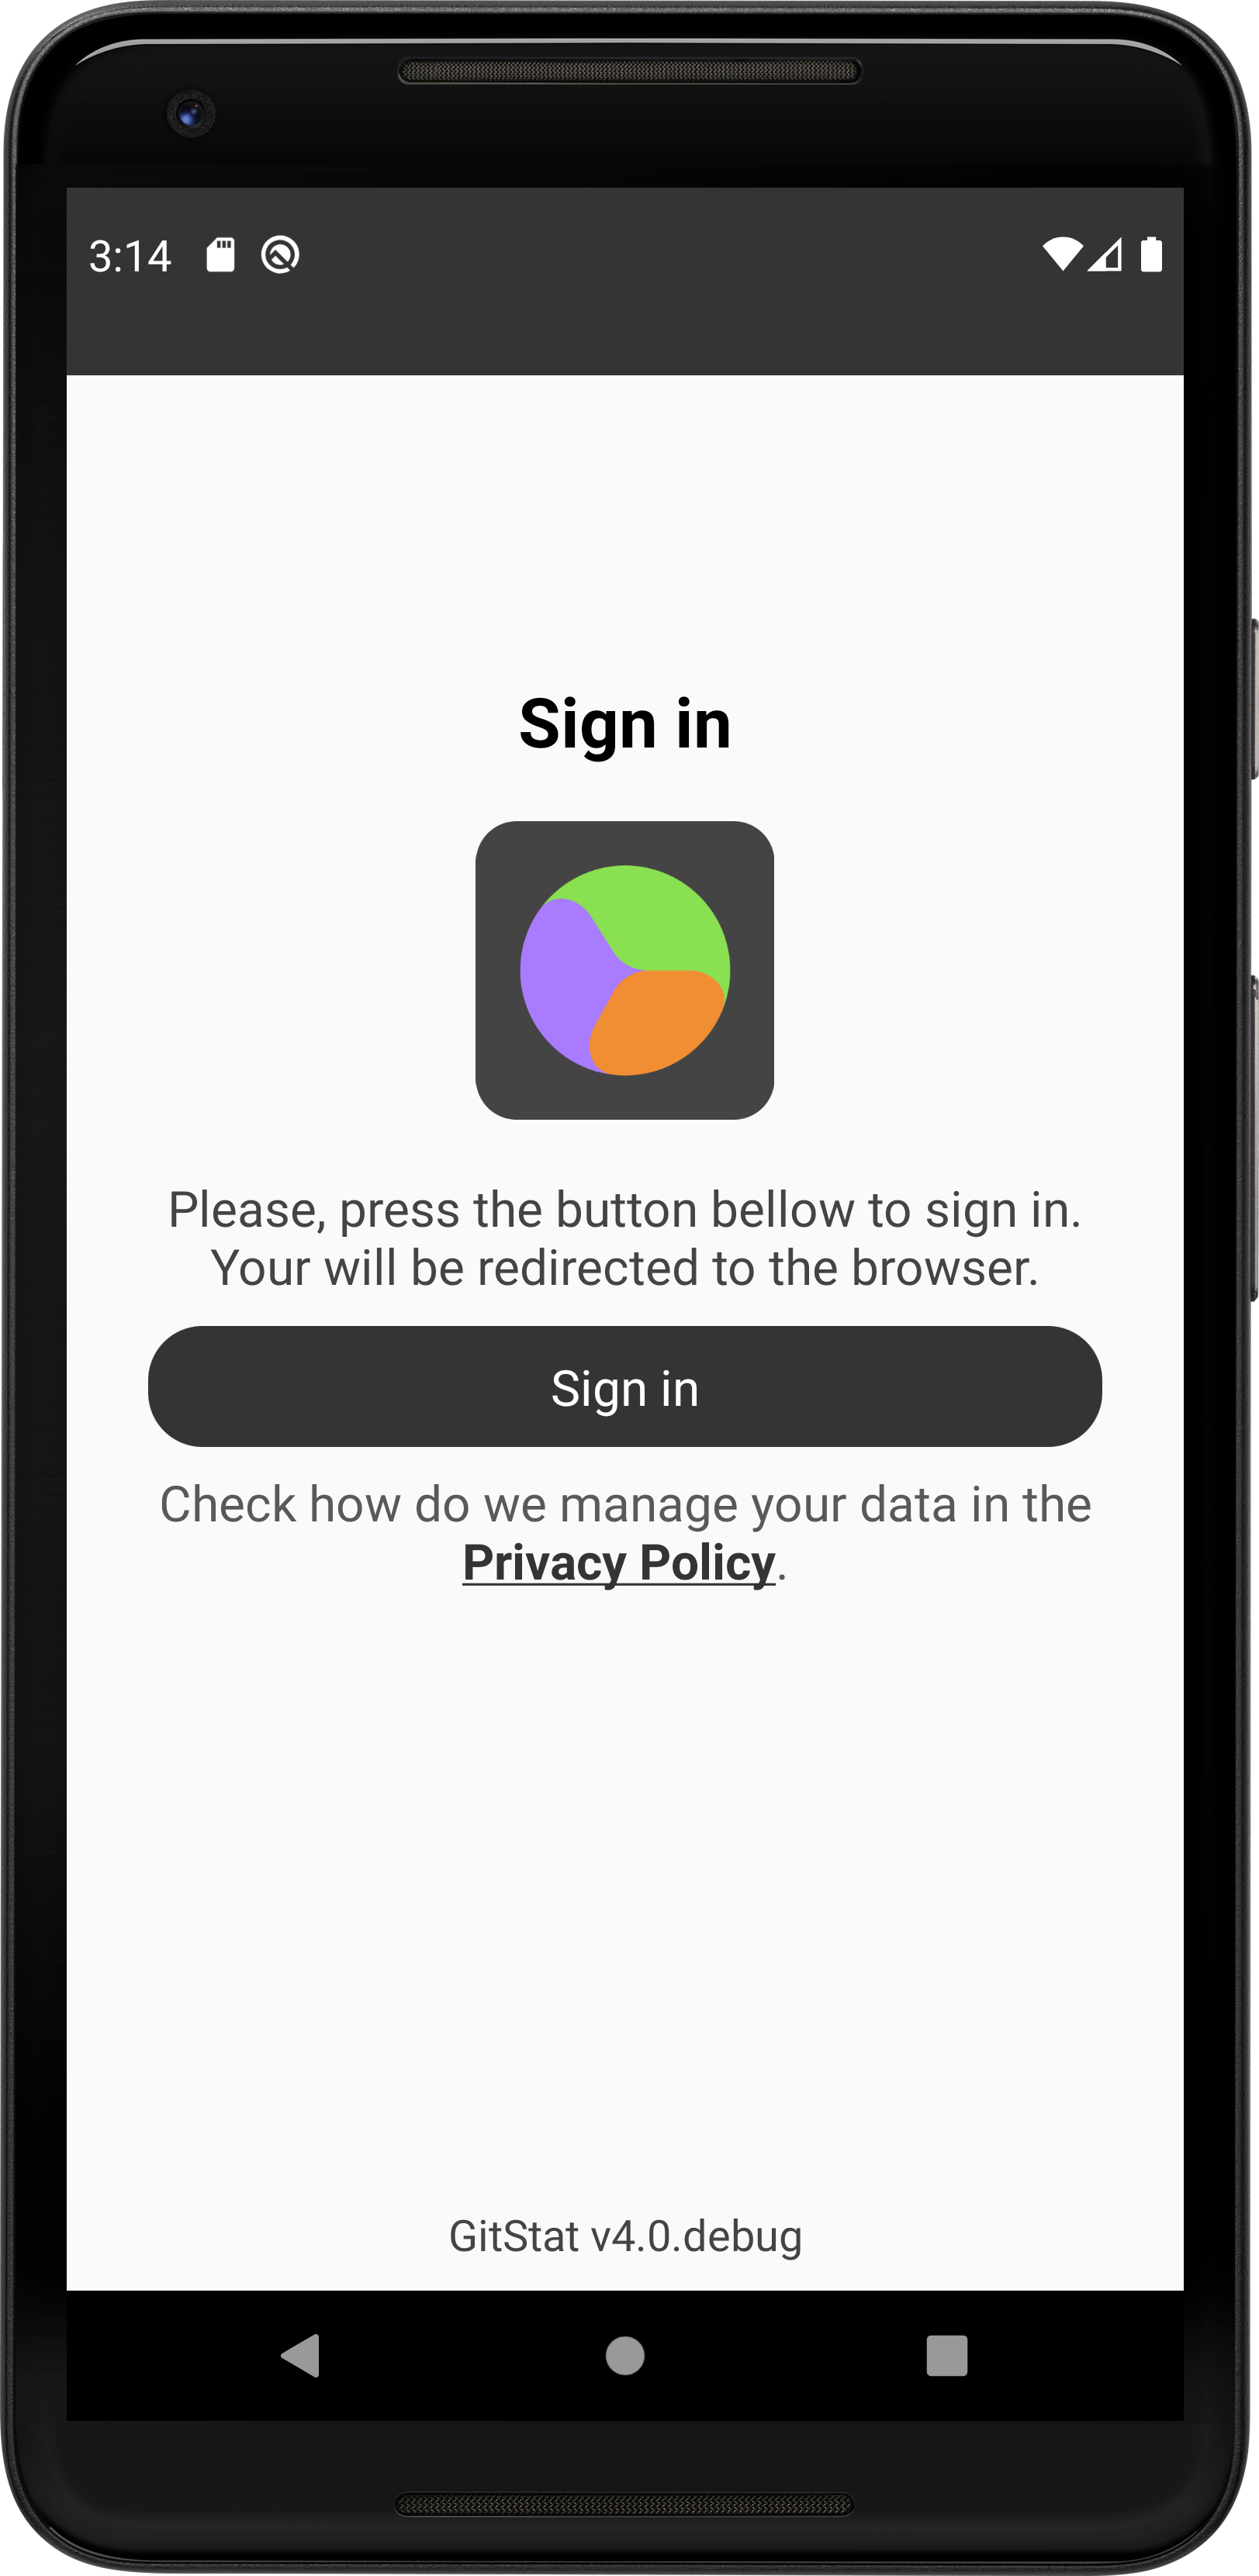 3:14
Sign in
Please, press the button bellow to sign in.
Your will be redirected to the browser.
Sign in
Check how do we manage your data in the
Privacy Policy.
GitStat v4.0.debug